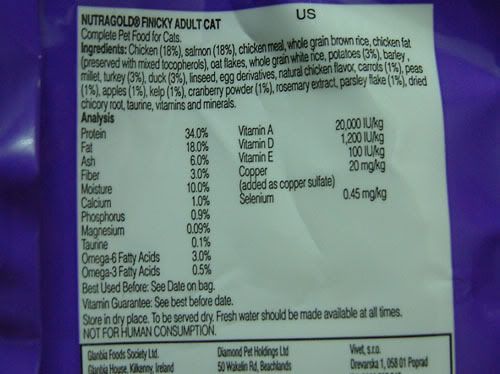 US
NUTRAGOLD® FINICKY ADULT CAT
Complete Pet Food for Cats.
Ingredients: Chicken (18%), salmon (18%), chicken meal, whole grain brown rice, chicken fat
(preserved with mixed tocopherols), oat flakes, whole grain white rice, potatoes (3%), barley,
millet, turkey (3%), duck (3%), linseed, egg derivatives, natural chicken flavor, carrots (1%), peas
(1%), apples (1%), kelp (1%), cranberry powder (1%), rosemary extract, parsley flake (1%), dried
chicory root, taurine, vitamins and minerals.
Analysis
Protein 34.0% Vitamin A 20,000 IU/kg
Fat 18.0% Vitamin D 1,200 IU/kg
Ash 6.0% Vitamin E 100 IU/kg
Fiber 3.0% Copper 20 mg/kg
Moisture 10.0% (added as copper sulfate)
Calcium 1.0% Selenium 0.45 mg/kg
Phosphorus 0.9%
Magnesium 0.09%
Taurine 0.1%
Omega-6 Fatty Acids 3.0%
Omega-3 Fatty Acids 0.5%
Best Used Before: See Date on bag.
Vitamin Guarantee: See best before date.
Store in dry place. To be served dry. Fresh water should be made available at all times.
NOT FOR HUMAN CONSUMPTION.
Glanbia Foods Society Ltd. Diamond Pet Holdings Ltd Vivet, s.r.o.
Glanbia House, Kilkenny, Ireland 50 Wakelin Rd, Beachlands Drevarska 1, 058 01 Poprad